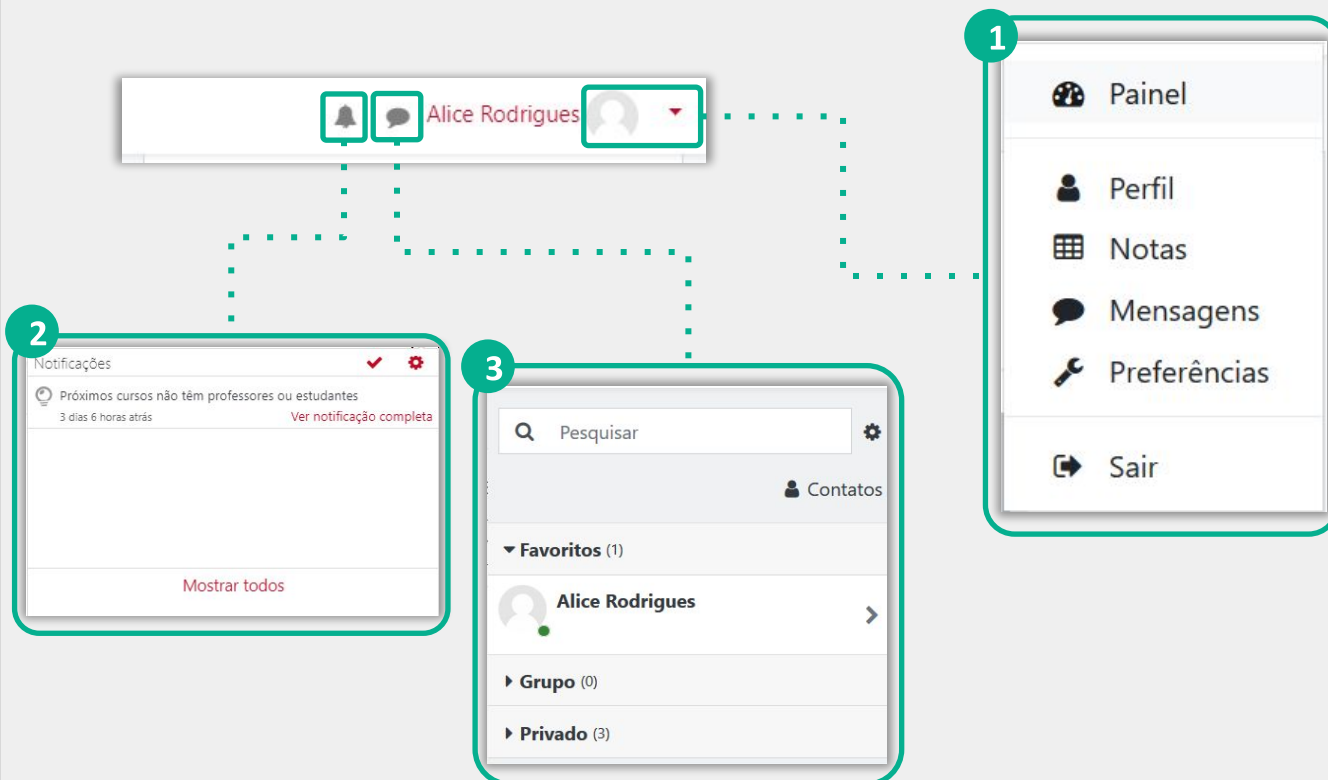 Alice Rodrigues
1
Painel
Perfil
Notas
Mensagens
Preferências
Sair
2
Notificações
Próximos cursos não têm professores ou estudantes
3 dias 6 horas atrás Ver notificação completa
Mostrar todos
3
Pesquisar
Contatos
Favoritos (1)
Alice Rodrigues
Grupo (0)
Privado (3)